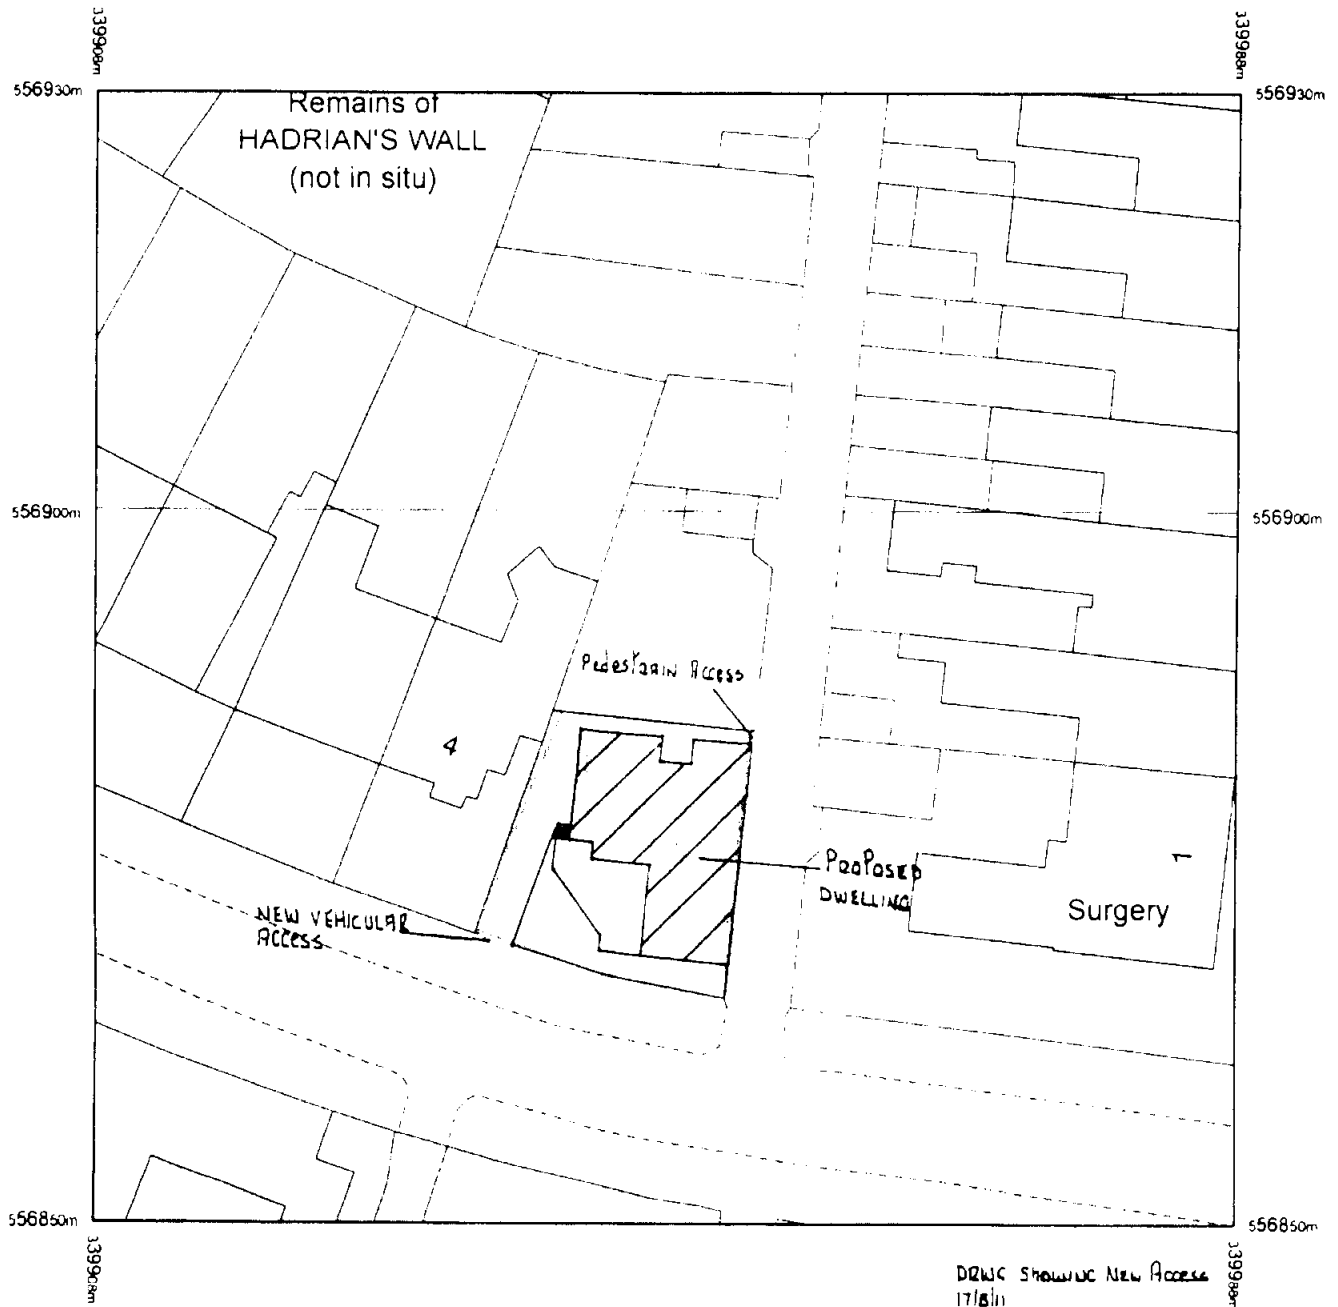 339908m
339988m
556930m
556930m
Remains of
HADRIAN'S WALL
(not in situ)
556900m
556900m
PedestRAIN Access
4
1
PROPOSED
DWELLING
Surgery
NEW VEHICULAR
ACCESS
556850m
556850m
339908m
339988m
DRWG SHOWING NEW ACCESS
17/8/11